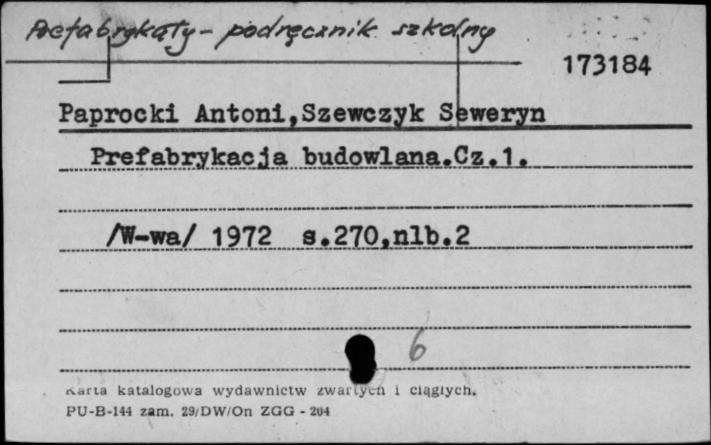 Prefabrykaty - podręcznik szkolny
173184
Paprocki Antoni,Szewczyk Seweryn
Prefabrykacja budowlana.Cz.1.
/W-wa/ 1972 s.270,nlb.2
6
Karta katalogowa wydawnictw zwartych i ciągłych.
PU-B-144 zam. 29/DW/On ZGG - 204